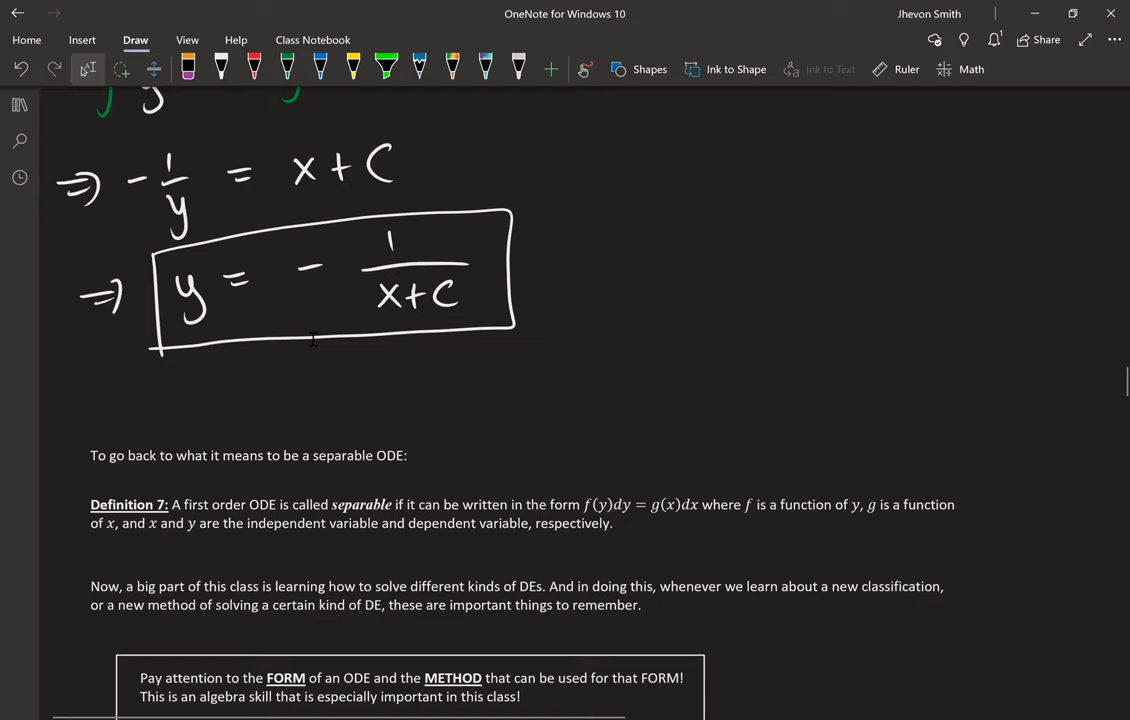 OneNote for Windows 10
Jhevon Smith
Home Insert Draw View Help Class Notebook
Share
Shapes Ink to Shape Ink to Text Ruler Math
y
⇒ - 1/y = x + C
⇒ y = - 1/(x+C)
To go back to what it means to be a separable ODE:
Definition 7: A first order ODE is called separable if it can be written in the form f(y)dy = g(x)dx where f is a function of y, g is a function
of x, and x and y are the independent variable and dependent variable, respectively.
Now, a big part of this class is learning how to solve different kinds of DEs. And in doing this, whenever we learn about a new classification,
or a new method of solving a certain kind of DE, these are important things to remember.
Pay attention to the FORM of an ODE and the METHOD that can be used for that FORM!
This is an algebra skill that is especially important in this class!